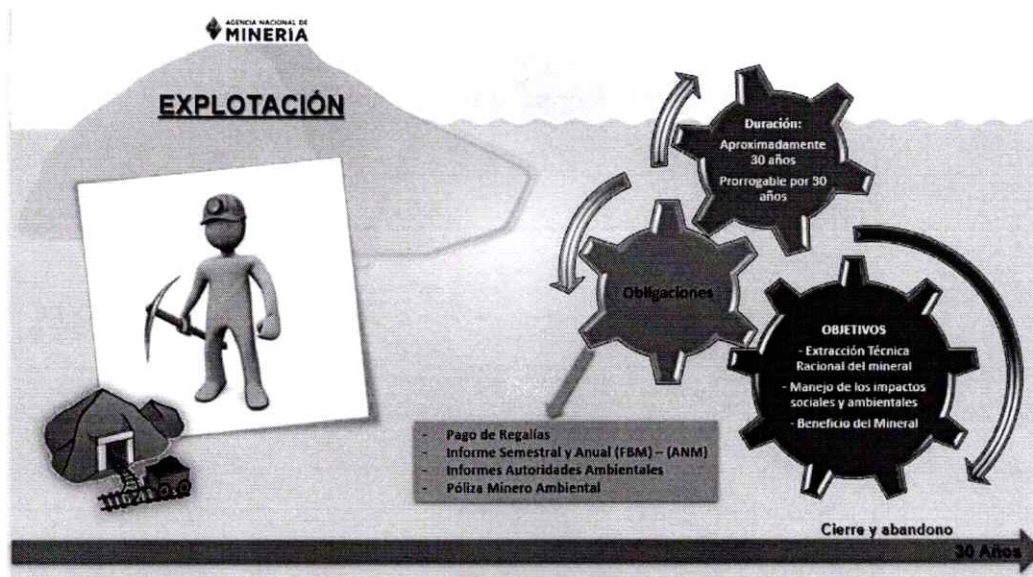 AGENCIA NACIONAL DE
MINERÍA
EXPLOTACIÓN
Duración:
Aproximadamente
30 años
Prorrogable por 30
años
Obligaciones
OBJETIVOS
- Extracción Técnica
Racional del mineral
- Manejo de los impactos
sociales y ambientales
- Beneficio del Mineral
- Pago de Regalías
- Informe Semestral y Anual (FBM) – (ANM)
- Informes Autoridades Ambientales
- Póliza Minero Ambiental
Cierre y abandono
30 Años